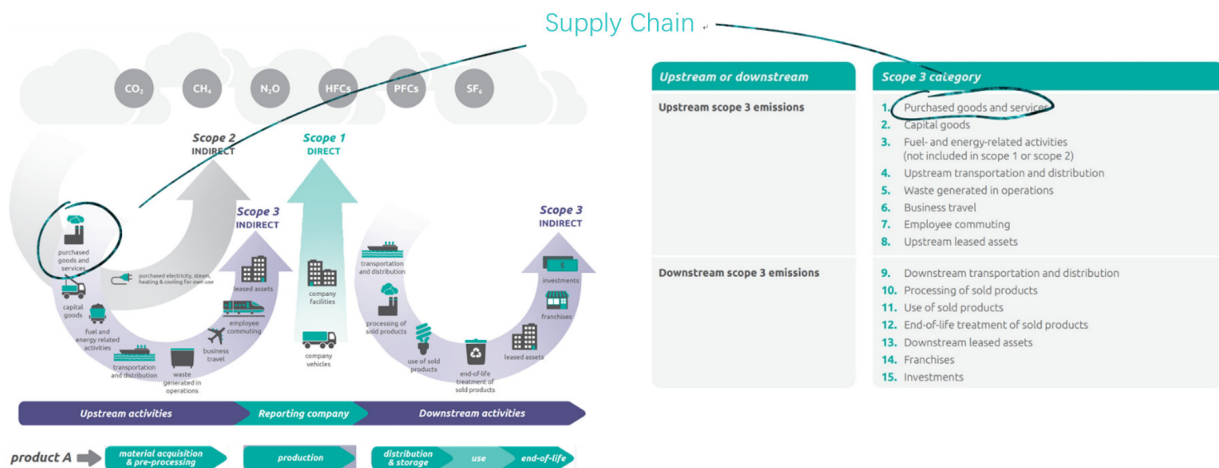 Supply Chain
CO₂
CH₄
N₂O
HFCs
PFCs
SF₆
Scope 2
INDIRECT
Scope 1
DIRECT
Scope 3
INDIRECT
Scope 3
INDIRECT
purchased
goods and
services
capital
goods
fuel and
energy related
activities
transportation
and distribution
waste
generated in
operations
business
travel
employee
commuting
leased assets
purchased electricity, steam,
heating & cooling for own use
company
facilities
company
vehicles
transportation
and distribution
processing of
sold products
use of sold
products
end-of-life
treatment of
sold products
leased assets
franchises
investments
Upstream activities
Reporting company
Downstream activities
product A
material acquisition
& pre-processing
production
distribution
& storage
use
end-of-life
Upstream or downstream
Scope 3 category
Upstream scope 3 emissions
1. Purchased goods and services
2. Capital goods
3. Fuel- and energy-related activities
(not included in scope 1 or scope 2)
4. Upstream transportation and distribution
5. Waste generated in operations
6. Business travel
7. Employee commuting
8. Upstream leased assets
Downstream scope 3 emissions
9. Downstream transportation and distribution
10. Processing of sold products
11. Use of sold products
12. End-of-life treatment of sold products
13. Downstream leased assets
14. Franchises
15. Investments